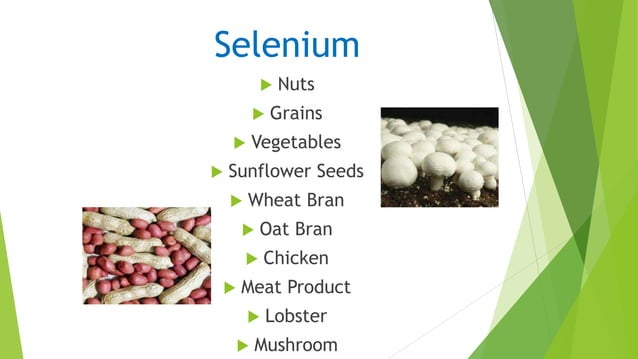 Selenium
Nuts
Grains
Vegetables
Sunflower Seeds
Wheat Bran
Oat Bran
Chicken
Meat Product
Lobster
Mushroom